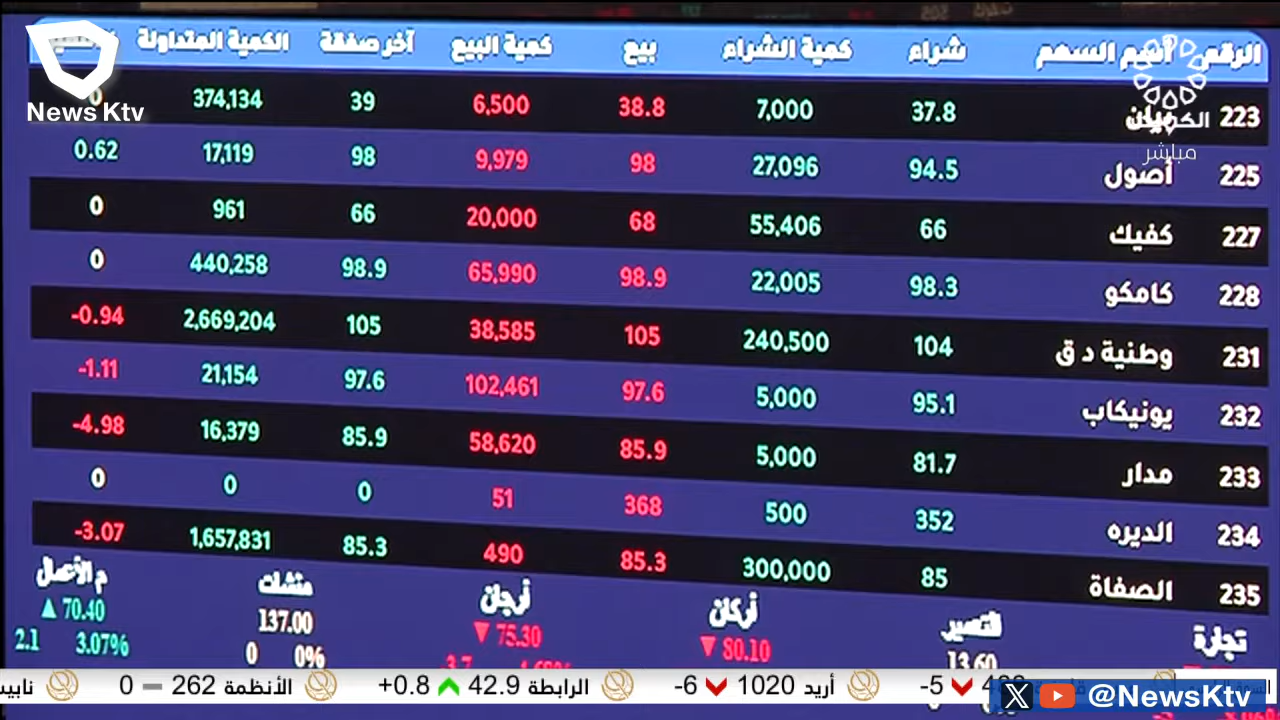 الرقم اسم السهم شراء كمية الشراء بيع كمية البيع آخر صفقة الكمية المتداولة
223 بيان 37.8 7,000 38.8 6,500 39 374,134 0
225 أصول 94.5 27,096 98 9,979 98 17,119 0.62
227 كفيك 66 55,406 68 20,000 66 961 0
228 كامكو 98.3 22,005 98.9 65,990 98.9 440,258 0
231 وطنية د ق 104 240,500 105 38,585 105 2,669,204 -0.94
232 يونيكاب 95.1 5,000 97.6 102,461 97.6 21,154 -1.11
233 مدار 81.7 5,000 85.9 58,620 85.9 16,379 -4.98
234 الديره 352 500 368 51 0 0 0
235 الصفاة 85 300,000 85.3 490 85.3 1,657,831 -3.07
تجارة التعمير أركان أرجان منشات م الأعمال
13.60 ▼ 80.10 ▼ 75.30 137.00 ▲ 70.40
0 0% 2.1 3.07%
أريد 1020 -6 الرابطة 42.9 +0.8 الأنظمة 262 0
-5
News Ktv
الكويت
مباشر
@NewsKtv